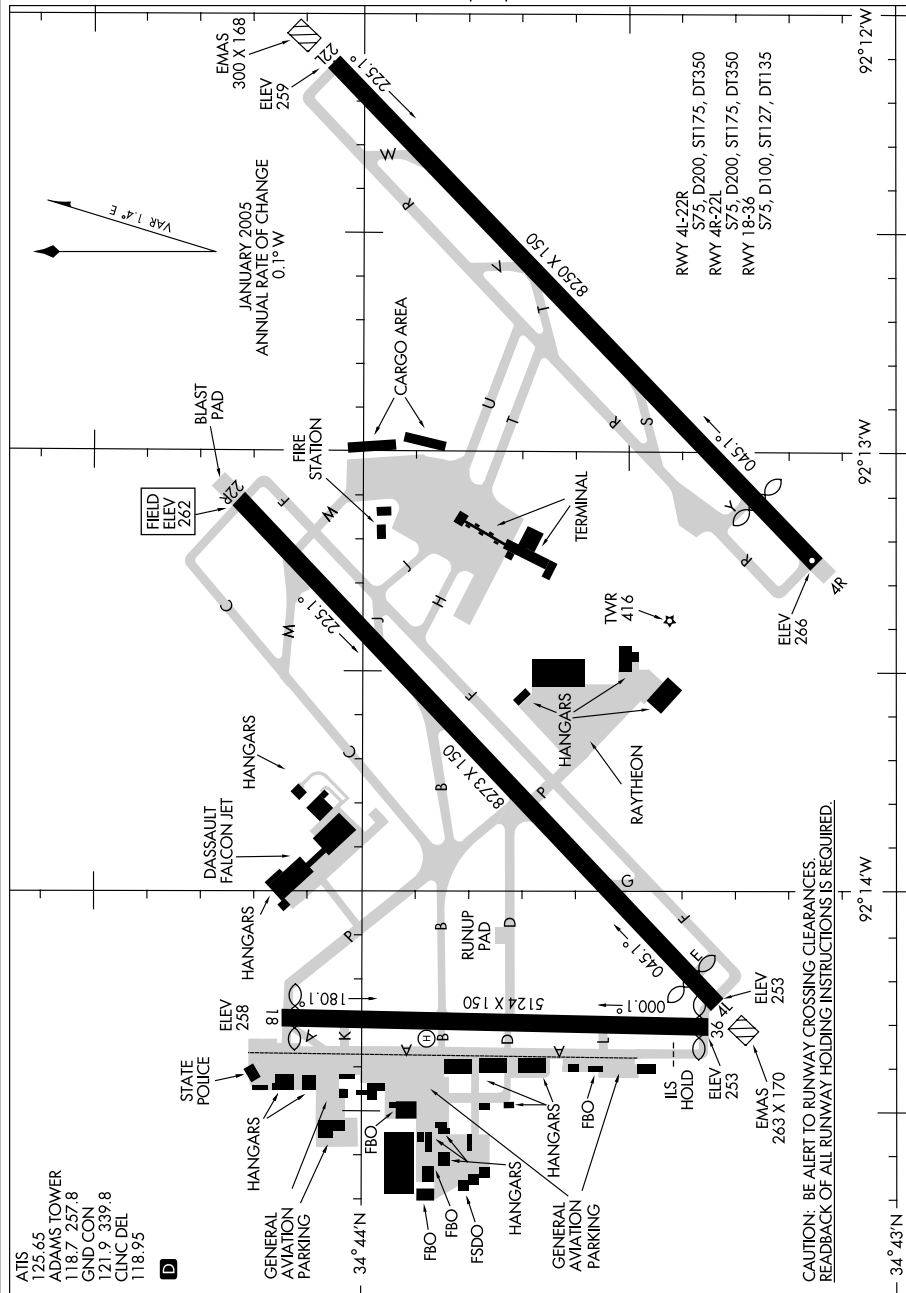 ATIS
125.65
ADAMS TOWER
118.7 257.8
GND CON
121.9 339.8
CLNC DEL
118.95
D
JANUARY 2005
ANNUAL RATE OF CHANGE
0.1° W
VAR 1.4° E
EMAS
300 X 168
ELEV
259
22L
225.1°
W
R
V
8250 X 150
T
U
T
R
S
045.1°
Y
R
4R
ELEV
266
RWY 4L-22R
S75, D200, ST175, DT350
RWY 4R-22L
S75, D200, ST175, DT350
RWY 18-36
S75, D100, ST127, DT135
BLAST
PAD
FIELD
ELEV
262
22R
225.1°
F
M
C
M
J
J
H
FIRE
STATION
CARGO AREA
TERMINAL
TWR
416
HANGARS
RAYTHEON
F
8273 X 150
C
B
P
HANGARS
DASSAULT
FALCON JET
HANGARS
P
B
RUNUP
PAD
D
G
F
045.1°
E
4L
ELEV
253
ELEV
258
18
180.1°
5124 X 150
000.1°
36
ELEV
253
EMAS
263 X 170
ILS
HOLD
A
K
A
H
B
D
A
L
STATE
POLICE
HANGARS
GENERAL
AVIATION
PARKING
FBO
FBO
FBO
FSDO
HANGARS
HANGARS
FBO
GENERAL
AVIATION
PARKING
CAUTION: BE ALERT TO RUNWAY CROSSING CLEARANCES.
READBACK OF ALL RUNWAY HOLDING INSTRUCTIONS IS REQUIRED.
34°44'N
34°43'N
92°14'W
92°13'W
92°12'W